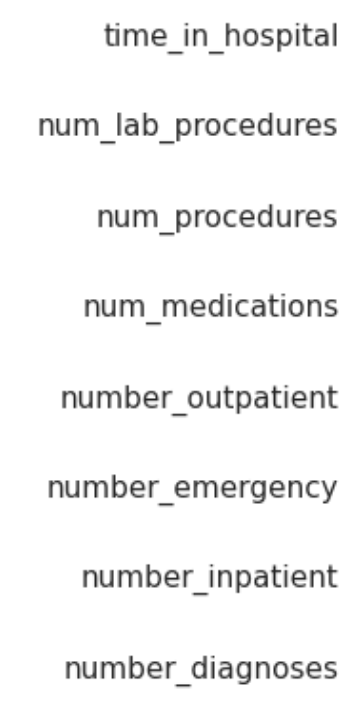 time_in_hospital
num_lab_procedures
num_procedures
num_medications
number_outpatient
number_emergency
number_inpatient
number_diagnoses